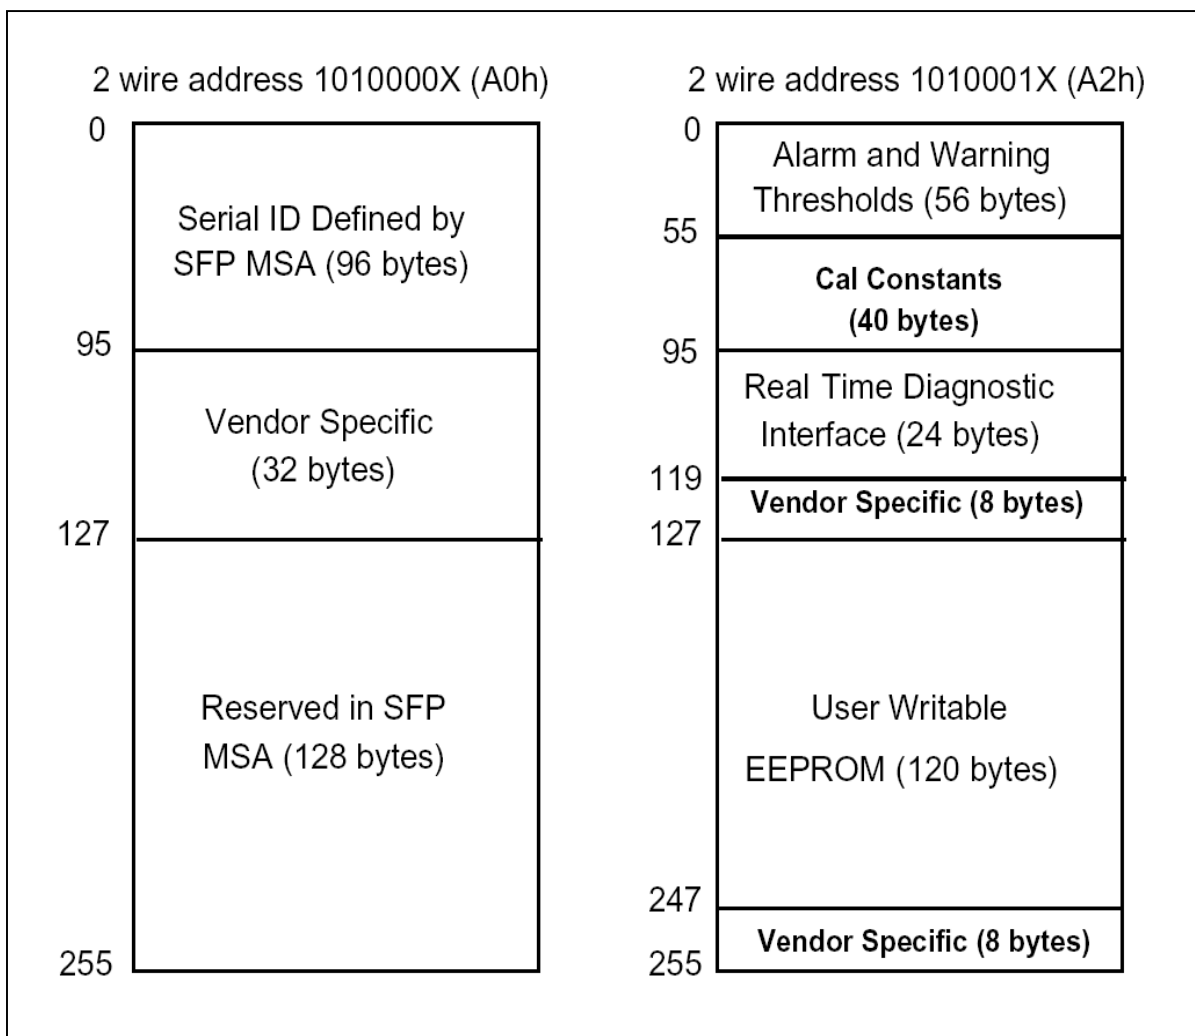 2 wire address 1010000X (A0h)
0
Serial ID Defined by
SFP MSA (96 bytes)
95
Vendor Specific
(32 bytes)
127
Reserved in SFP
MSA (128 bytes)
255
2 wire address 1010001X (A2h)
0
Alarm and Warning
Thresholds (56 bytes)
55
Cal Constants
(40 bytes)
95
Real Time Diagnostic
Interface (24 bytes)
119
Vendor Specific (8 bytes)
127
User Writable
EEPROM (120 bytes)
247
Vendor Specific (8 bytes)
255